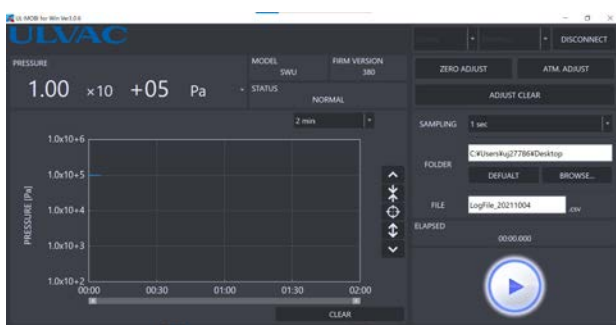 UL iMOBI for Win Ver1.0.6
ULVAC
DISCONNECT
PRESSURE
1.00 ×10 +05 Pa
MODEL
SWU
FIRM VERSION
380
STATUS
NORMAL
ZERO ADJUST
ATM. ADJUST
ADJUST CLEAR
2 min
SAMPLING 1 sec
FOLDER C:¥Users¥uj27786¥Desktop
DEFUALT
BROWSE...
FILE LogFile_20211004 .csv
ELAPSED
00:00.000
PRESSURE [Pa]
1.0x10+6
1.0x10+5
1.0x10+4
1.0x10+3
1.0x10+2
00:00 00:30 01:00 01:30 02:00
CLEAR